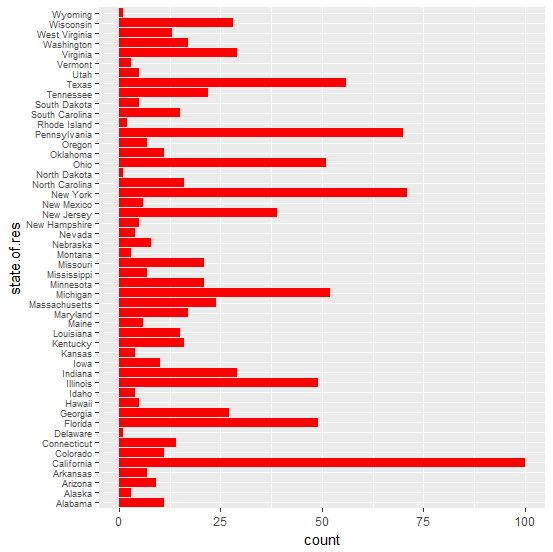 Wyoming
Wisconsin
West Virginia
Washington
Virginia
Vermont
Utah
Texas
Tennessee
South Dakota
South Carolina
Rhode Island
Pennsylvania
Oregon
Oklahoma
Ohio
North Dakota
North Carolina
New York
New Mexico
New Jersey
New Hampshire
Nevada
Nebraska
Montana
Missouri
Mississippi
Minnesota
Michigan
Massachusetts
Maryland
Maine
Louisiana
Kentucky
Kansas
Iowa
Indiana
Illinois
Idaho
Hawaii
Georgia
Florida
Delaware
Connecticut
Colorado
California
Arkansas
Arizona
Alaska
Alabama
state.of.res
0 25 50 75 100
count